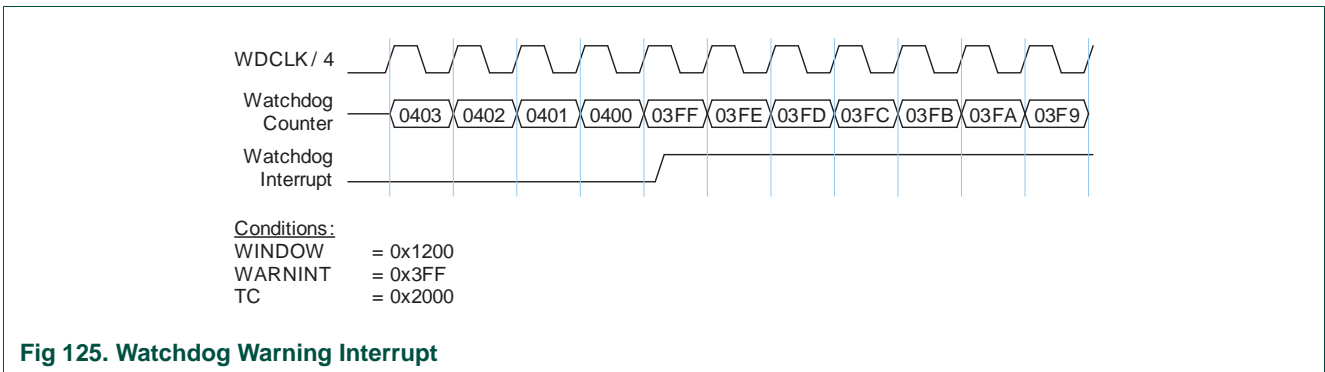 WDCLK / 4
Watchdog
Counter
0403 0402 0401 0400 03FF 03FE 03FD 03FC 03FB 03FA 03F9
Watchdog
Interrupt
Conditions:
WINDOW = 0x1200
WARNINT = 0x3FF
TC = 0x2000
Fig 125. Watchdog Warning Interrupt